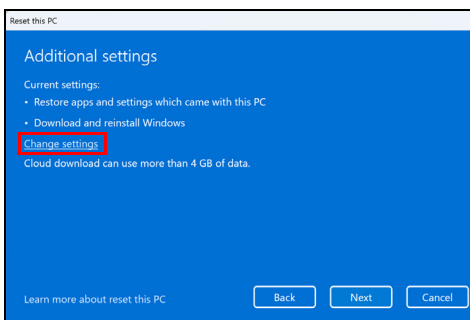 Reset this PC
Additional settings
Current settings:
• Restore apps and settings which came with this PC
• Download and reinstall Windows
Change settings
Cloud download can use more than 4 GB of data.
Learn more about reset this PC
Back
Next
Cancel